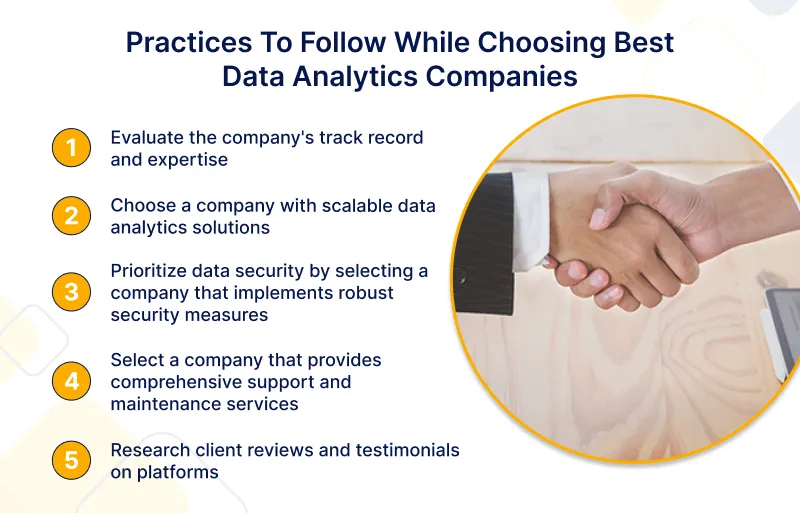 Practices To Follow While Choosing Best
Data Analytics Companies
1
Evaluate the company's track record
and expertise
2
Choose a company with scalable data
analytics solutions
3
Prioritize data security by selecting a
company that implements robust
security measures
4
Select a company that provides
comprehensive support and
maintenance services
5
Research client reviews and testimonials
on platforms